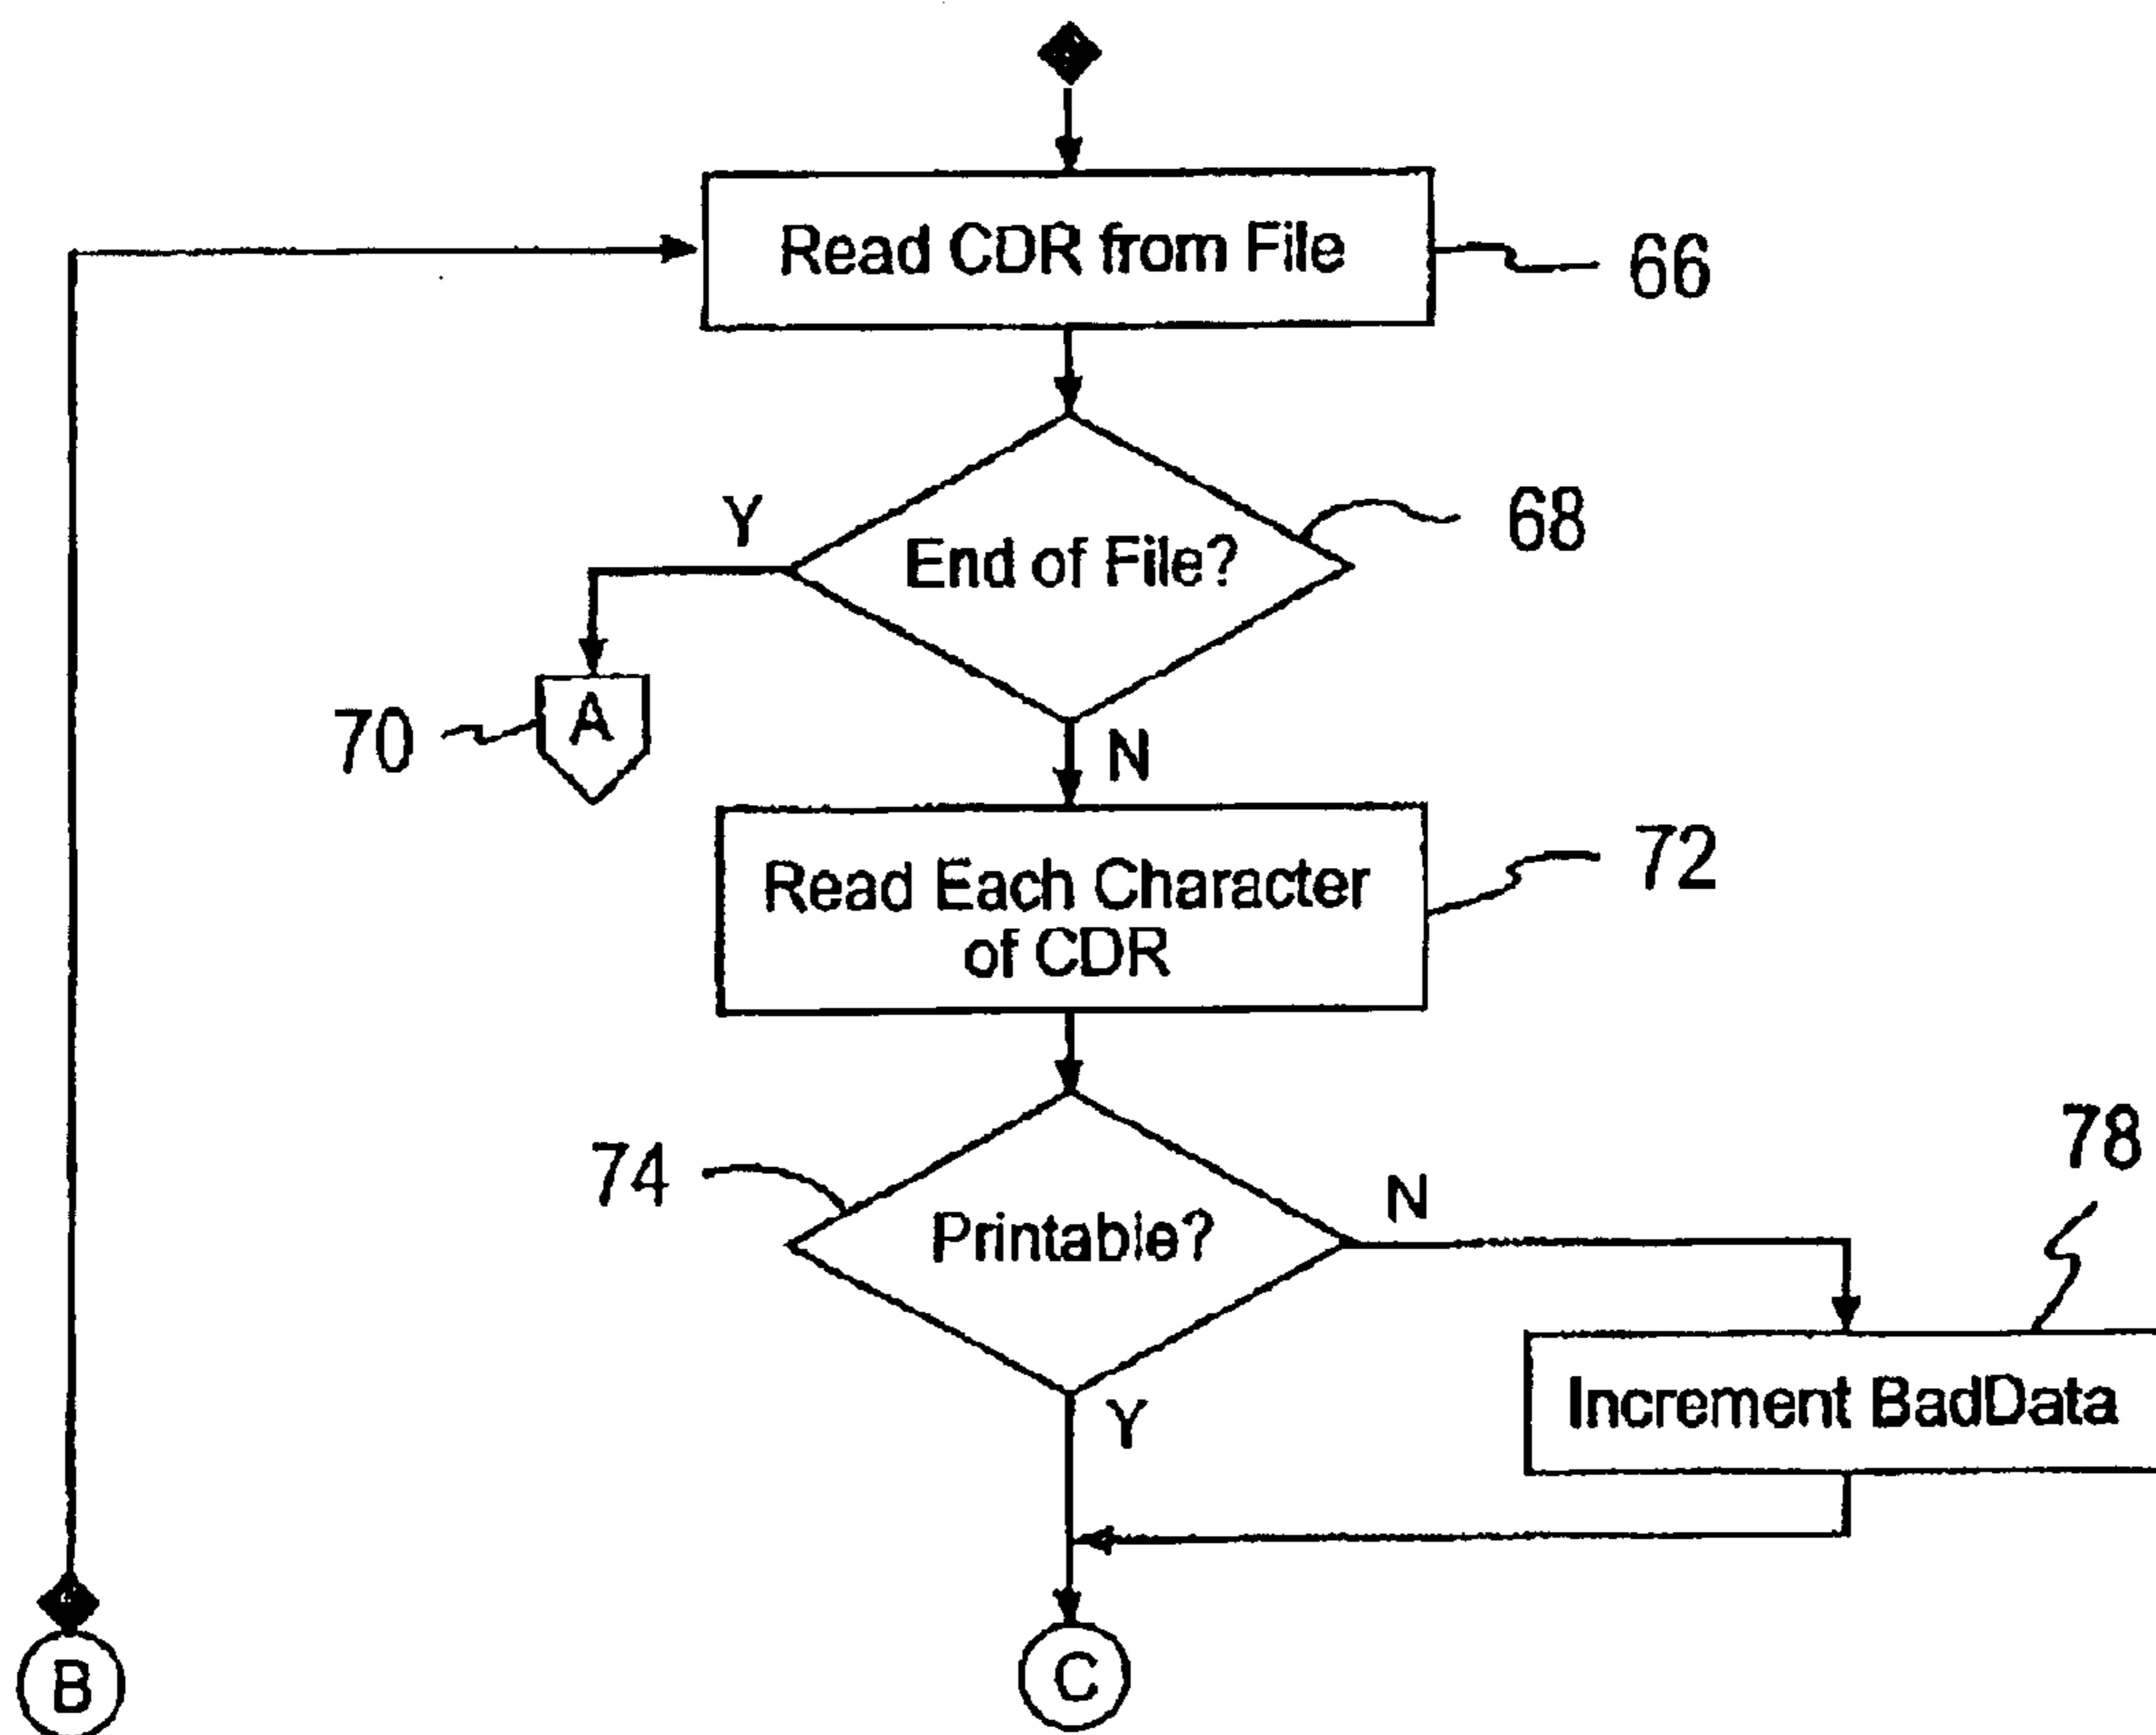 Read CDR from File
66
Y
End of File?
68
70
A
N
Read Each Character
of CDR
72
74
Printable?
N
78
Increment BadData
Y
B
C